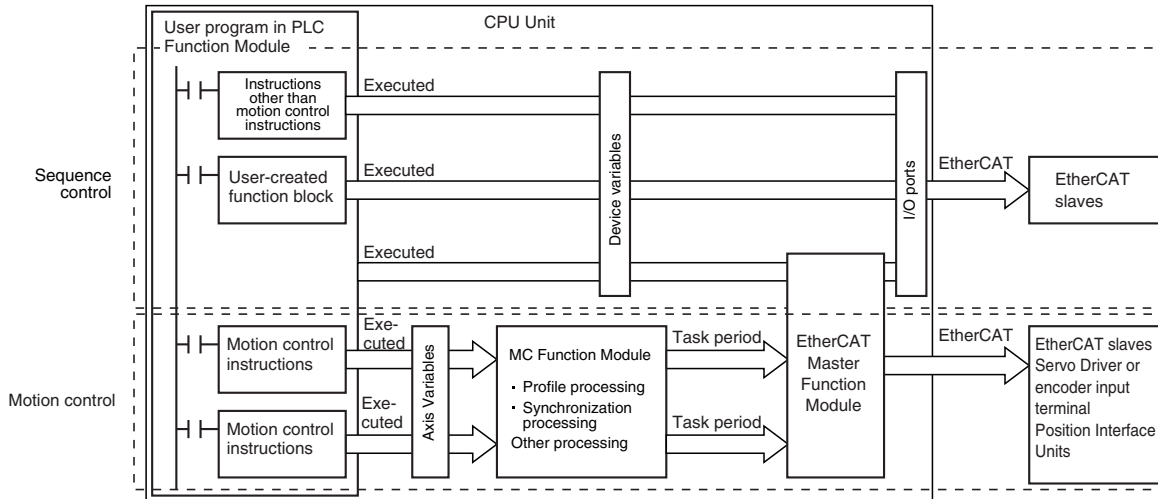 CPU Unit
User program in PLC
Function Module
Instructions
other than
motion control
instructions
Executed
Sequence
control
User-created
function block
Executed
Executed
Device variables
I/O ports
EtherCAT
EtherCAT
slaves
Motion control
Motion control
instructions
Exe-
cuted
Motion control
instructions
Exe-
cuted
Axis Variables
MC Function Module
· Profile processing
· Synchronization
processing
Other processing
Task period
Task period
EtherCAT
Master
Function
Module
EtherCAT
EtherCAT slaves
Servo Driver or
encoder input
terminal
Position Interface
Units